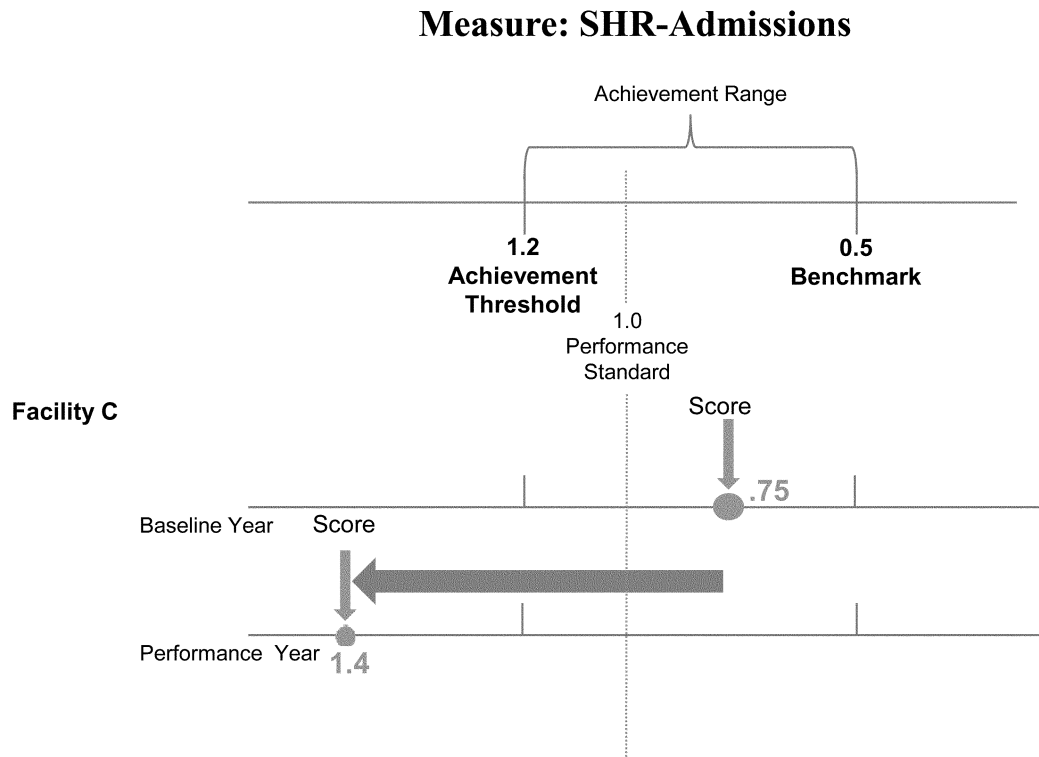 Measure: SHR-Admissions
Achievement Range
1.2
Achievement
Threshold
0.5
Benchmark
1.0
Performance
Standard
Facility C
Score
.75
Baseline Year
Score
Performance Year
1.4